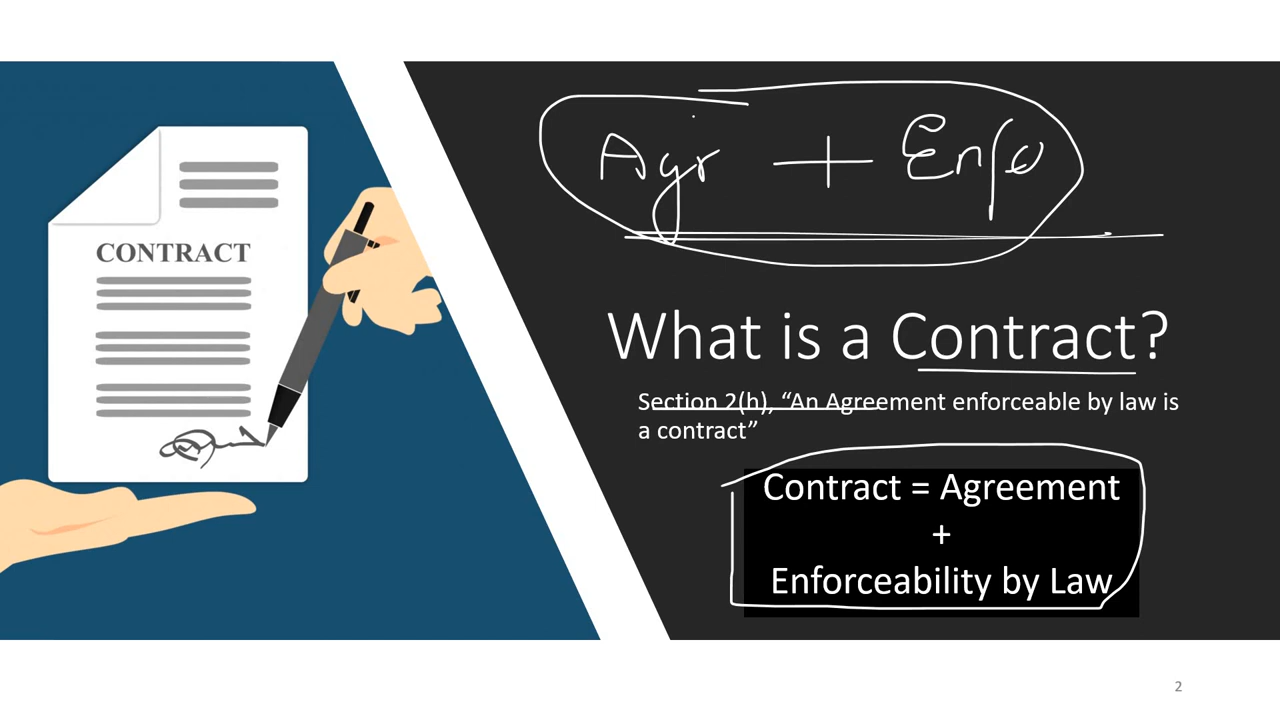 CONTRACT
Agr + Enfo
What is a Contract?
Section 2(h), “An Agreement enforceable by law is
a contract”
Contract = Agreement
+
Enforceability by Law
2